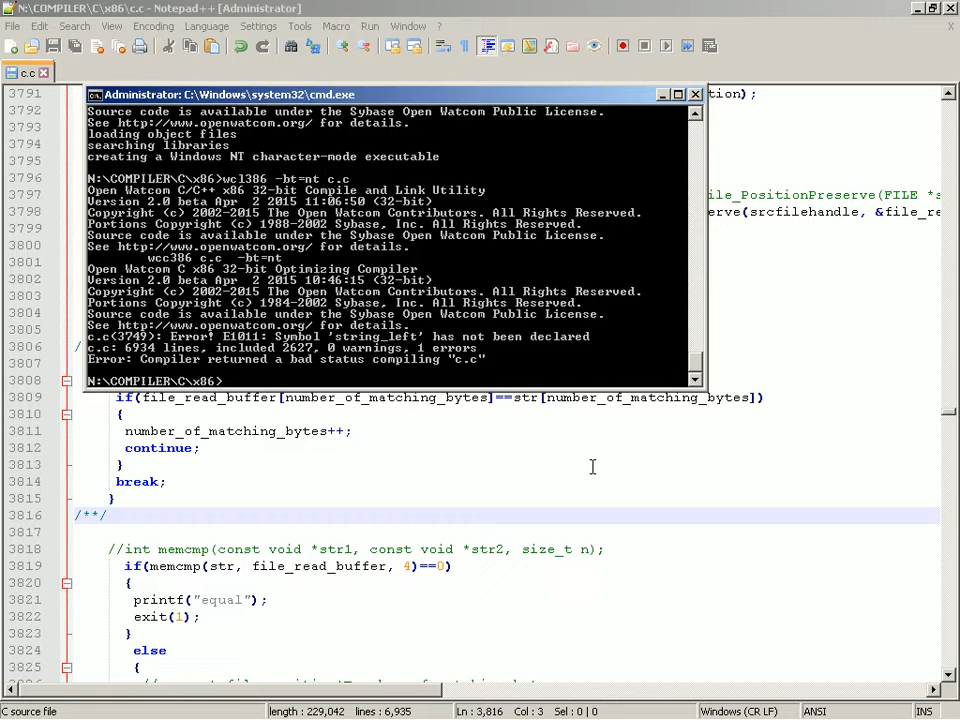 N:\COMPILER\C\x86\c.c - Notepad++ [Administrator]
File Edit Search View Encoding Language Settings Tools Macro Run Window ? X
c.c
Administrator: C:\Windows\system32\cmd.exe
Source code is available under the Sybase Open Watcom Public License.
See http://www.openwatcom.org/ for details.
loading object files
searching libraries
creating a Windows NT character-mode executable
N:\COMPILER\C\x86>wcl386 -bt=nt c.c
Open Watcom C/C++ x86 32-bit Compile and Link Utility
Version 2.0 beta Apr  2 2015 11:06:50 (32-bit)
Copyright (c) 2002-2015 The Open Watcom Contributors. All Rights Reserved.
Portions Copyright (c) 1988-2002 Sybase, Inc. All Rights Reserved.
Source code is available under the Sybase Open Watcom Public License.
See http://www.openwatcom.org/ for details.
wcc386 c.c  -bt=nt
Open Watcom C x86 32-bit Optimizing Compiler
Version 2.0 beta Apr  2 2015 10:46:15 (32-bit)
Copyright (c) 2002-2015 The Open Watcom Contributors. All Rights Reserved.
Portions Copyright (c) 1984-2002 Sybase, Inc. All Rights Reserved.
Source code is available under the Sybase Open Watcom Public License.
See http://www.openwatcom.org/ for details.
c.c(3749): Error! E1011: Symbol 'string_left' has not been declared
c.c: 6934 lines, included 2627, 0 warnings, 1 errors
Error: Compiler returned a bad status compiling "c.c"
N:\COMPILER\C\x86>
3791 tion);
3792
3793
3794
3795
3796
3797 ile_PositionPreserve(FILE *s
3798 serve(srcfilehandle, &file_re
3799
3800
3801
3802
3803
3804
3805
3806 /
3807
3808
3809 if(file_read_buffer[number_of_matching_bytes]==str[number_of_matching_bytes])
3810 {
3811 number_of_matching_bytes++;
3812 continue;
3813 }
3814 break;
3815 }
3816 /**/
3817
3818 //int memcmp(const void *str1, const void *str2, size_t n);
3819 if(memcmp(str, file_read_buffer, 4)==0)
3820 {
3821 printf("equal");
3822 exit(1);
3823 }
3824 else
3825 {
C source file length : 229,042 lines : 6,935 Ln : 3,816 Col : 3 Sel : 0 | 0 Windows (CR LF) ANSI INS